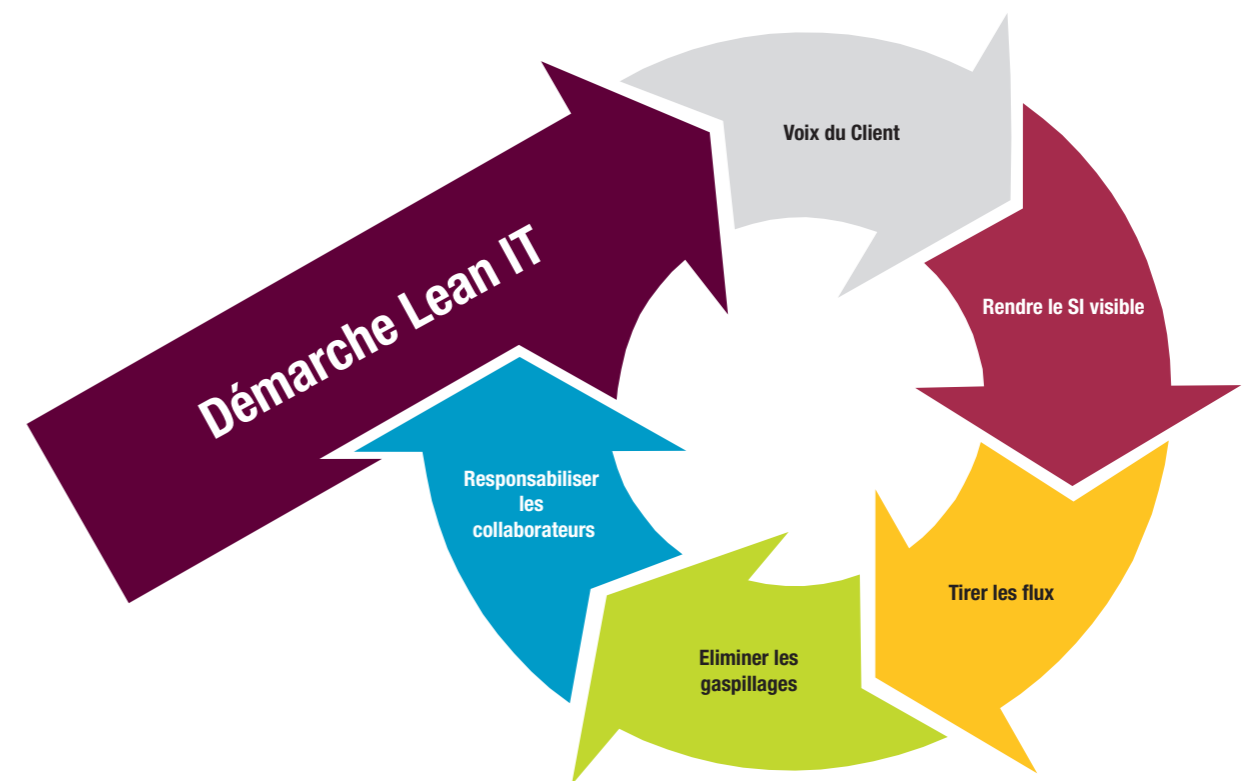 Démarche Lean IT
Voix du Client
Rendre le SI visible
Tirer les flux
Eliminer les
gaspillages
Responsabiliser
les
collaborateurs